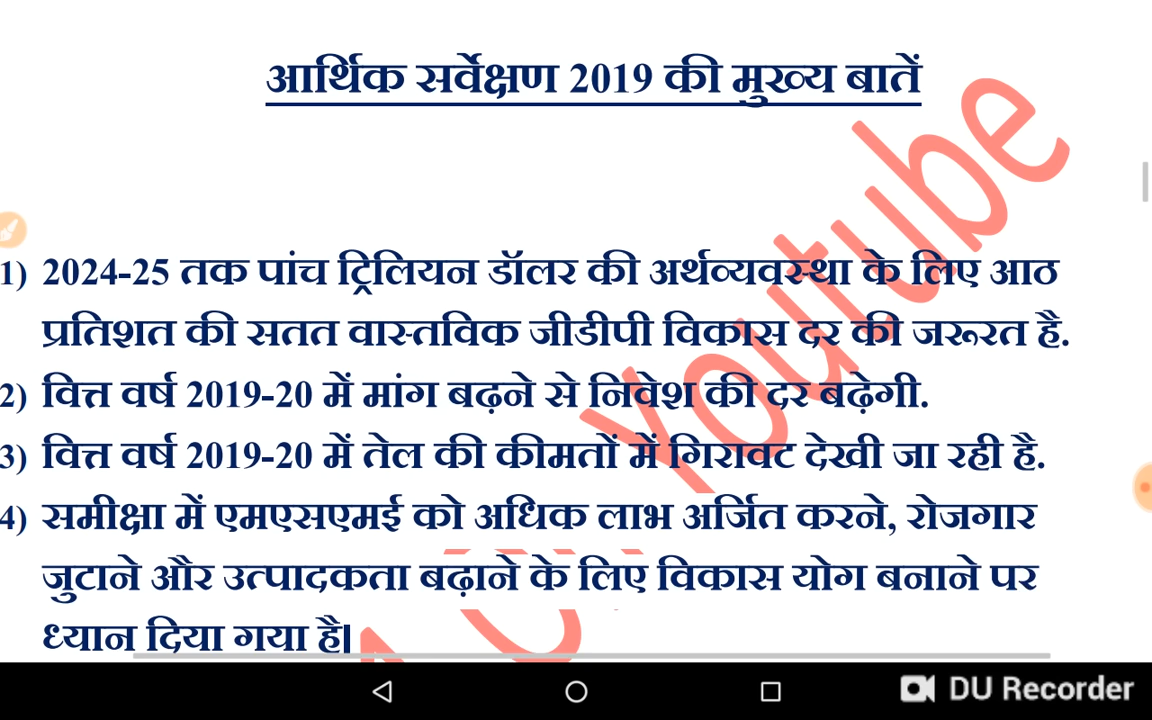 आर्थिक सर्वेक्षण 2019 की मुख्य बातें
1) 2024-25 तक पांच ट्रिलियन डॉलर की अर्थव्यवस्था के लिए आठ
प्रतिशत की सतत वास्तविक जीडीपी विकास दर की जरूरत है.
2) वित्त वर्ष 2019-20 में मांग बढ़ने से निवेश की दर बढ़ेगी.
3) वित्त वर्ष 2019-20 में तेल की कीमतों में गिरावट देखी जा रही है.
4) समीक्षा में एमएसएमई को अधिक लाभ अर्जित करने, रोजगार
जुटाने और उत्पादकता बढ़ाने के लिए विकास योग बनाने पर
ध्यान दिया गया है।
Youtube
DU Recorder